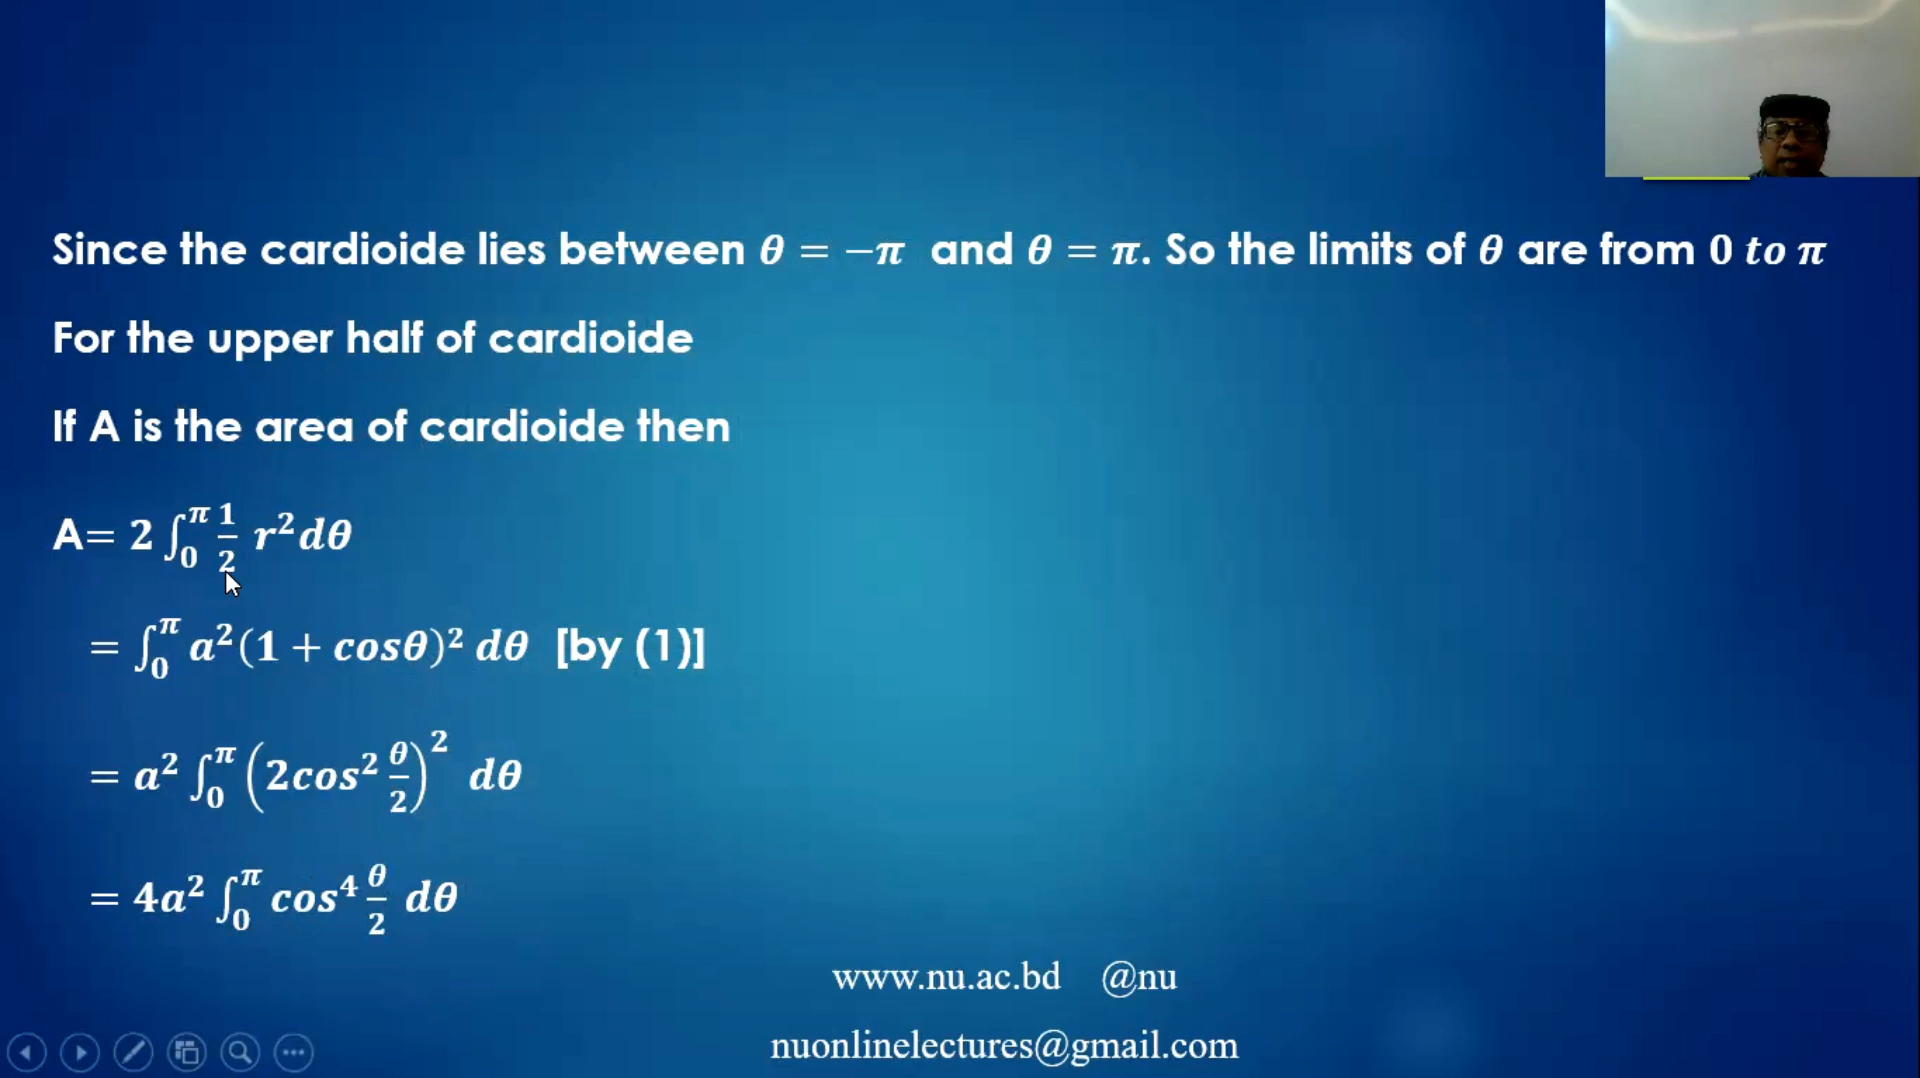 Since the cardioide lies between θ = −π and θ = π. So the limits of θ are from 0 to π
For the upper half of cardioide
If A is the area of cardioide then
A= 2 ∫₀^π 1/2 r² dθ
= ∫₀^π a²(1 + cosθ)² dθ [by (1)]
= a² ∫₀^π (2cos² θ/2)² dθ
= 4a² ∫₀^π cos⁴ θ/2 dθ
www.nu.ac.bd @nu
nuonlinelectures@gmail.com